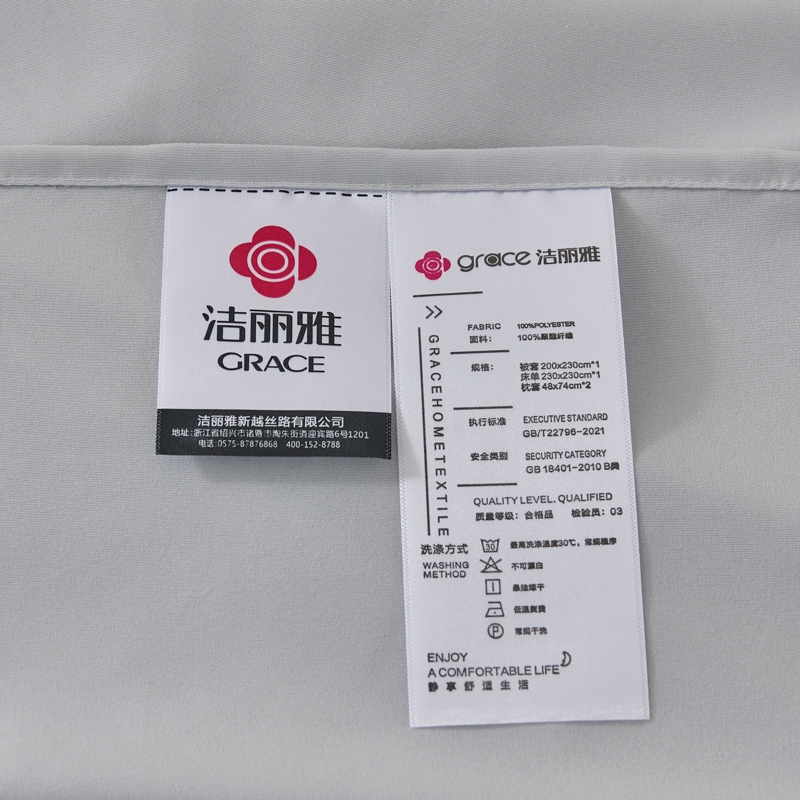 洁丽雅
GRACE
洁丽雅新越丝路有限公司
地址:浙江省绍兴市诸暨市陶朱街道迎宾路6号1201
电话:0575-87876868 400-152-8788
grace 洁丽雅
GRACEHOMETEXTILE
FABRIC 100%POLYESTER
面料: 100%聚酯纤维
规格: 被套 200x230cm*1
床单 230x230cm*1
枕套 48x74cm*2
执行标准 EXECUTIVE STANDARD
GB/T22796-2021
安全类别 SECURITY CATEGORY
GB 18401-2010 B类
QUALITY LEVEL. QUALIFIED
质量等级: 合格品 检验员: 03
洗涤方式
WASHING
METHOD
30 最高洗涤温度30℃, 常规程序
不可漂白
悬挂晾干
低温熨烫
P 常规干洗
ENJOY
A COMFORTABLE LIFE
静享舒适生活